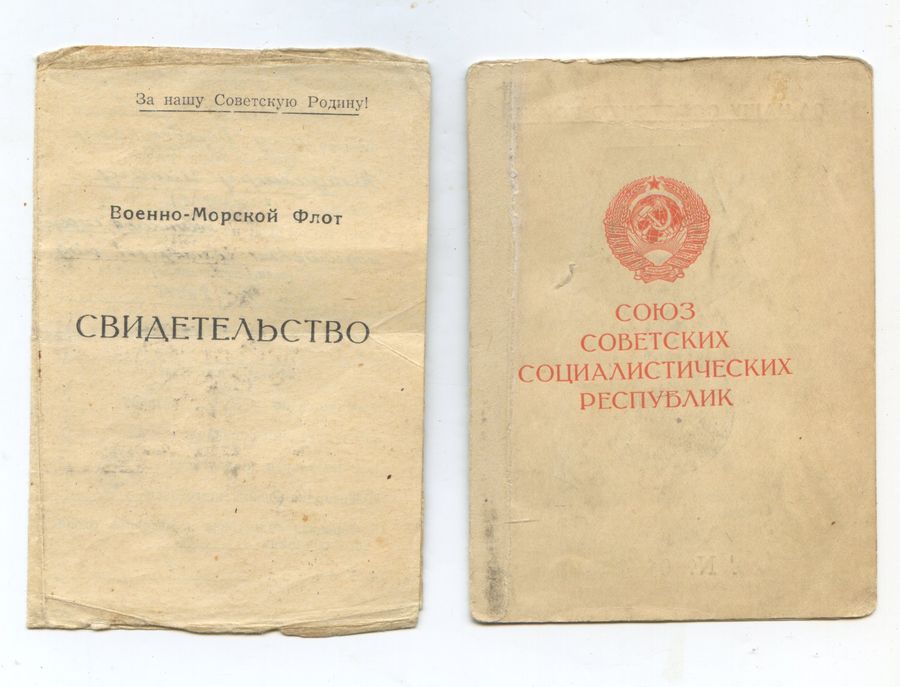 За нашу Советскую Родину!
Военно-Морской Флот
СВИДЕТЕЛЬСТВО
СОЮЗ
СОВЕТСКИХ
СОЦИАЛИСТИЧЕСКИХ
РЕСПУБЛИК